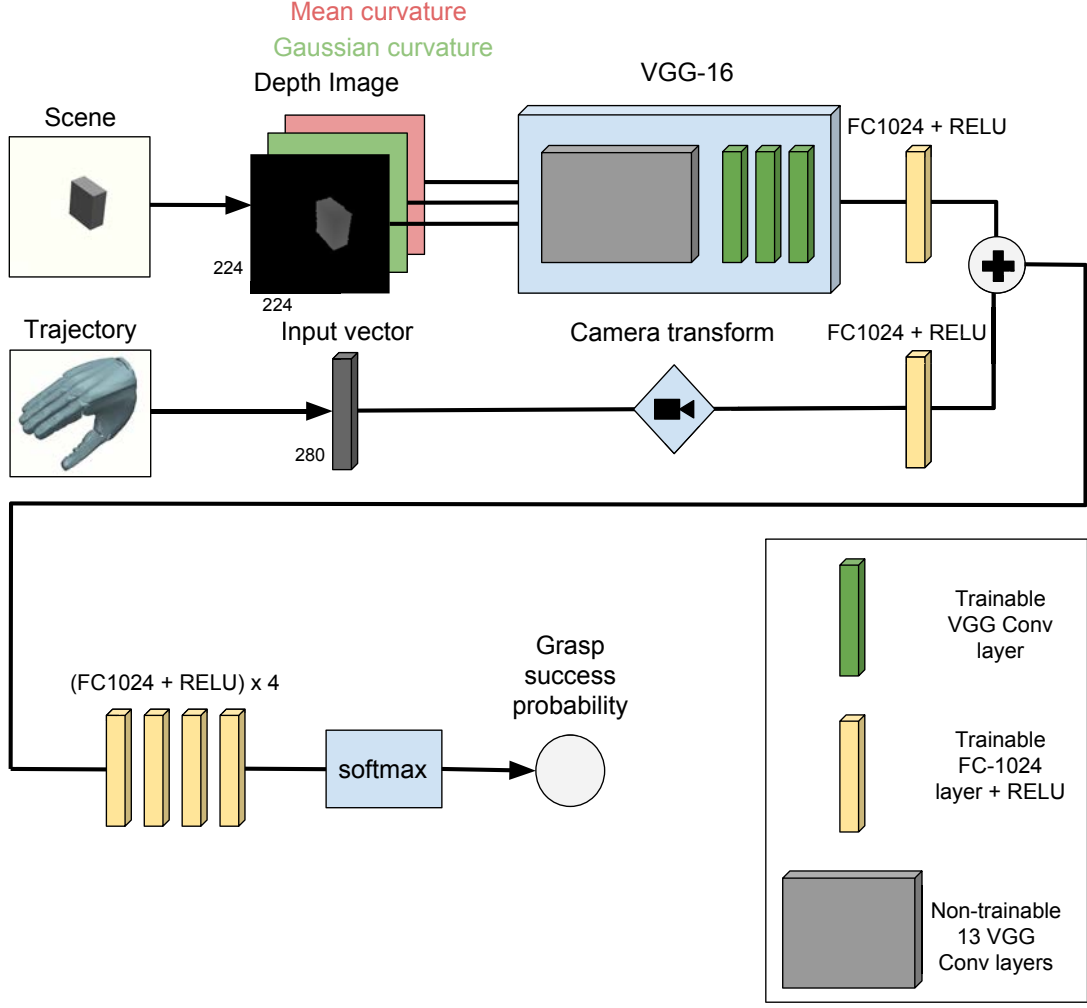 Mean curvature
Gaussian curvature
Depth Image
VGG-16
Scene
FC1024 + RELU
224
224
Trajectory
Input vector
Camera transform
FC1024 + RELU
280
Trainable
VGG Conv
layer
Grasp
success
probability
(FC1024 + RELU) x 4
softmax
Trainable
FC-1024
layer + RELU
Non-trainable
13 VGG
Conv layers